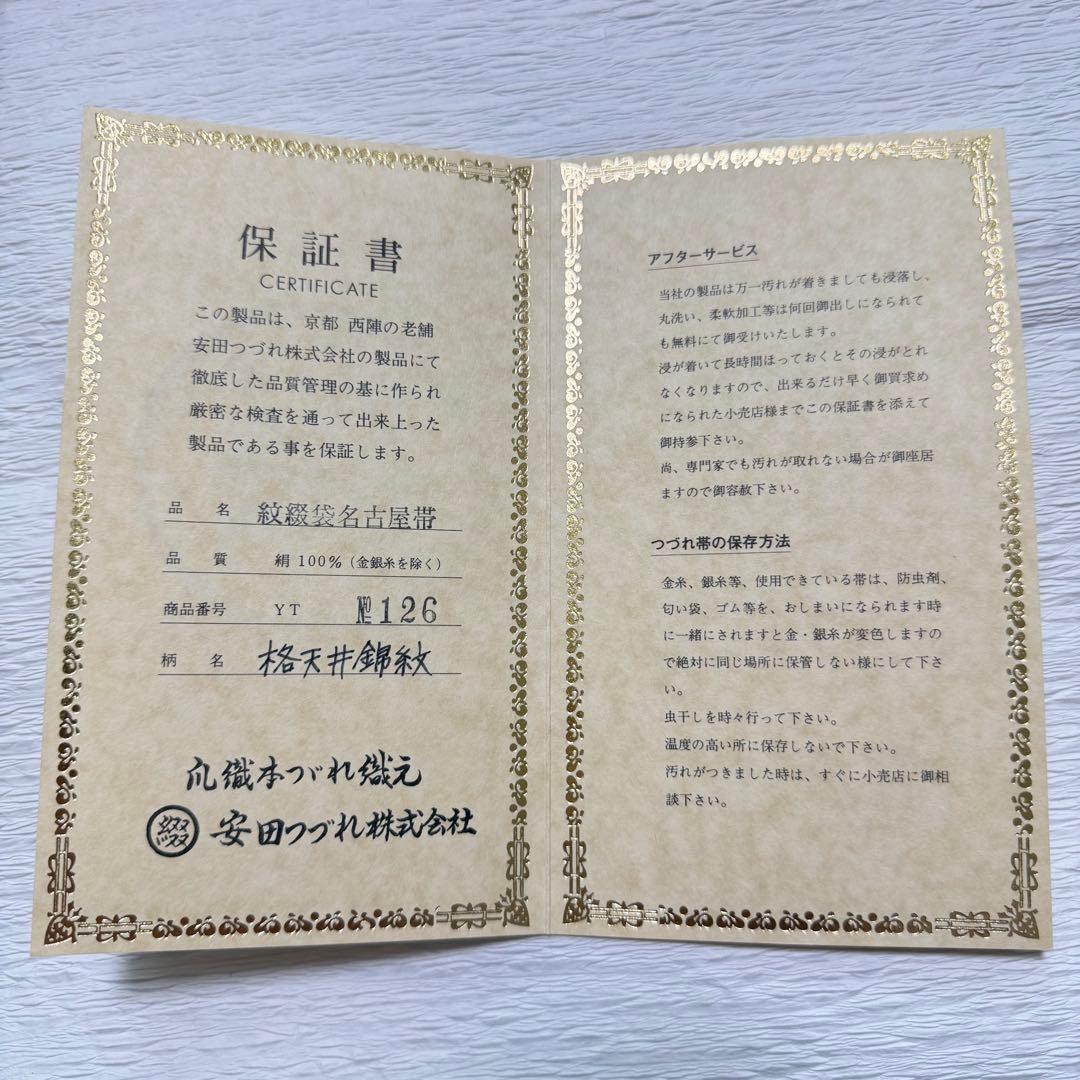 保証書
CERTIFICATE
この製品は、京都 西陣の老舗
安田つづれ株式会社の製品にて
徹底した品質管理の基に作られ
厳密な検査を通って出来上った
製品である事を保証します。
品名 紋綴袋名古屋帯
品質 絹100%(金銀糸を除く)
商品番号 YT №126
柄名 格天井錦紋
爪織本つづれ織元
綴 安田つづれ株式会社
アフターサービス
当社の製品は万一汚れが着きましても浸落し、
丸洗い、柔軟加工等は何回御出しになられて
も無料にて御受けいたします。
浸が着いて長時間ほっておくとその浸がとれ
なくなりますので、出来るだけ早く御買求め
になられた小売店様までこの保証書を添えて
御持参下さい。
尚、専門家でも汚れが取れない場合が御座居
ますので御容赦下さい。
つづれ帯の保存方法
金糸、銀糸等、使用できている帯は、防虫剤、
匂い袋、ゴム等を、おしまいになられます時
に一緒にされますと金・銀糸が変色しますの
で絶対に同じ場所に保管しない様にして下さ
い。
虫干しを時々行って下さい。
温度の高い所に保存しないで下さい。
汚れがつきました時は、すぐに小売店に御相
談下さい。